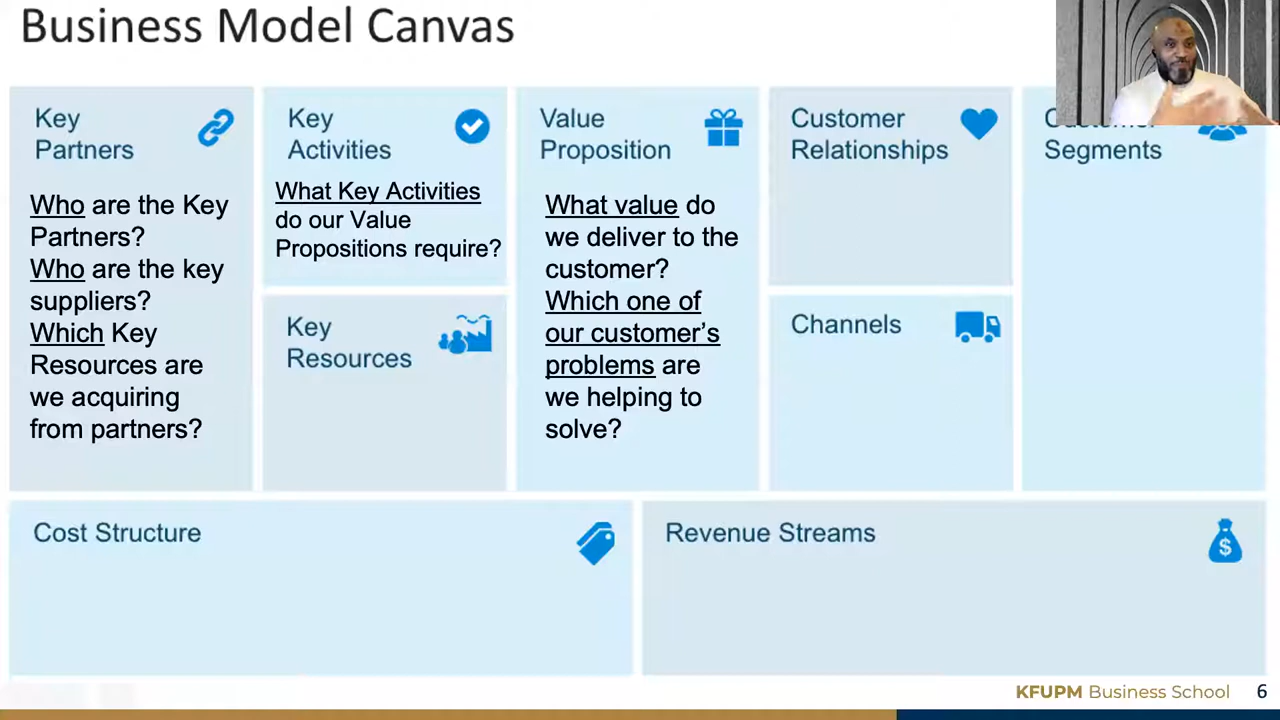 Business Model Canvas
Key
Partners
Who are the Key
Partners?
Who are the key
suppliers?
Which Key
Resources are
we acquiring
from partners?
Key
Activities
What Key Activities
do our Value
Propositions require?
Key
Resources
Value
Proposition
What value do
we deliver to the
customer?
Which one of
our customer’s
problems are
we helping to
solve?
Customer
Relationships
Channels
Customer
Segments
Cost Structure
Revenue Streams
$
KFUPM Business School 6